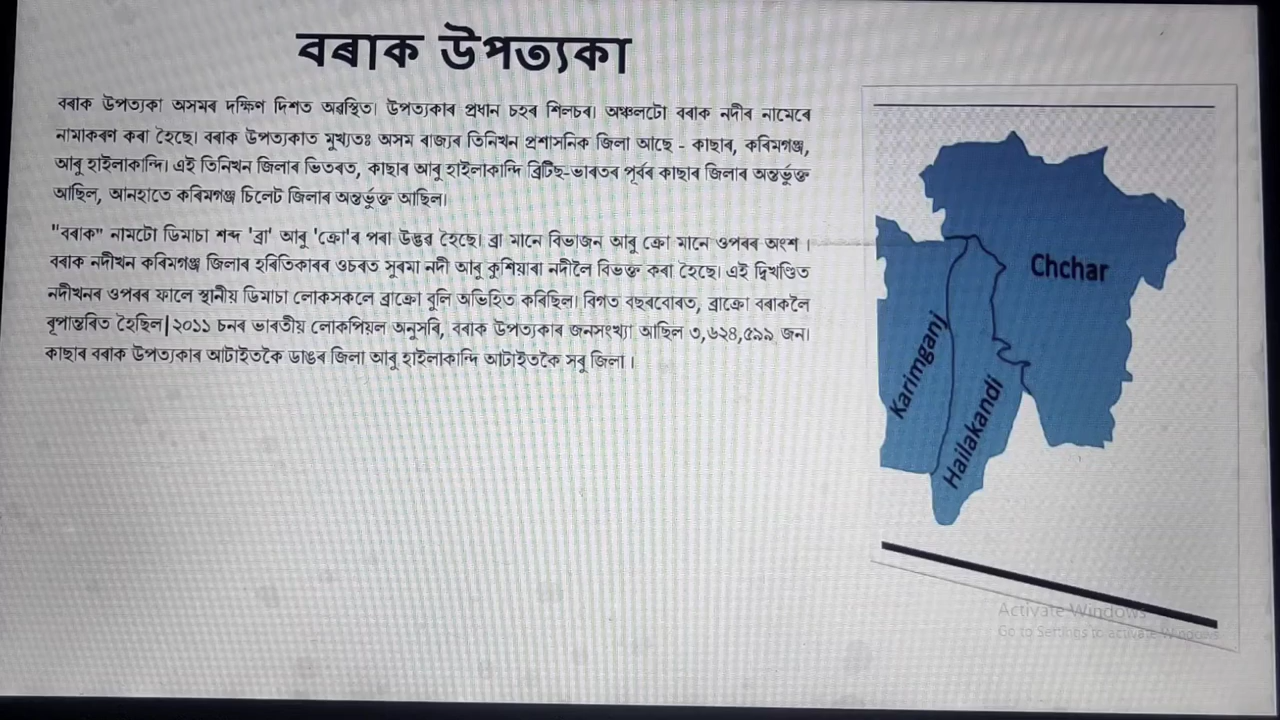 বৰাক উপত্যকা
বৰাক উপত্যকা অসমৰ দক্ষিণ দিশত অৱস্থিত। উপত্যকাৰ প্ৰধান চহৰ শিলচৰ। অঞ্চলটো বৰাক নদীৰ নামেৰে
নামাকৰণ কৰা হৈছে। বৰাক উপত্যকাত মুখ্যতঃ অসম ৰাজ্যৰ তিনিখন প্ৰশাসনিক জিলা আছে - কাছাৰ, কৰিমগঞ্জ,
আৰু হাইলাকান্দি। এই তিনিখন জিলাৰ ভিতৰত, কাছাৰ আৰু হাইলাকান্দি ব্ৰিটিছ-ভাৰতৰ পূৰ্বৰ কাছাৰ জিলাৰ অন্তৰ্ভুক্ত
আছিল, আনহাতে কৰিমগঞ্জ চিলেট জিলাৰ অন্তৰ্ভুক্ত আছিল।
"বৰাক" নামটো ডিমাচা শব্দ 'ব্ৰা' আৰু 'ক্ৰো'ৰ পৰা উদ্ভৱ হৈছে। ব্ৰা মানে বিভাজন আৰু ক্ৰো মানে ওপৰৰ অংশ ।
বৰাক নদীখন কৰিমগঞ্জ জিলাৰ হৰিতিকাৰৰ ওচৰত সুৰমা নদী আৰু কুশিয়াৰা নদীলৈ বিভক্ত কৰা হৈছে। এই দ্বিখণ্ডিত
নদীখনৰ ওপৰৰ ফালে স্থানীয় ডিমাচা লোকসকলে ব্ৰাক্ৰো বুলি অভিহিত কৰিছিল। বিগত বছৰবোৰত, ব্ৰাক্ৰো বৰাকলৈ
ৰূপান্তৰিত হৈছিল|২০১১ চনৰ ভাৰতীয় লোকপিয়ল অনুসৰি, বৰাক উপত্যকাৰ জনসংখ্যা আছিল ৩,৬২৪,৫৯৯ জন।
কাছাৰ বৰাক উপত্যকাৰ আটাইতকৈ ডাঙৰ জিলা আৰু হাইলাকান্দি আটাইতকৈ সৰু জিলা ।
Chchar
Karimganj
Hailakandi
Activate Windows
Go to Settings to activate Windows.